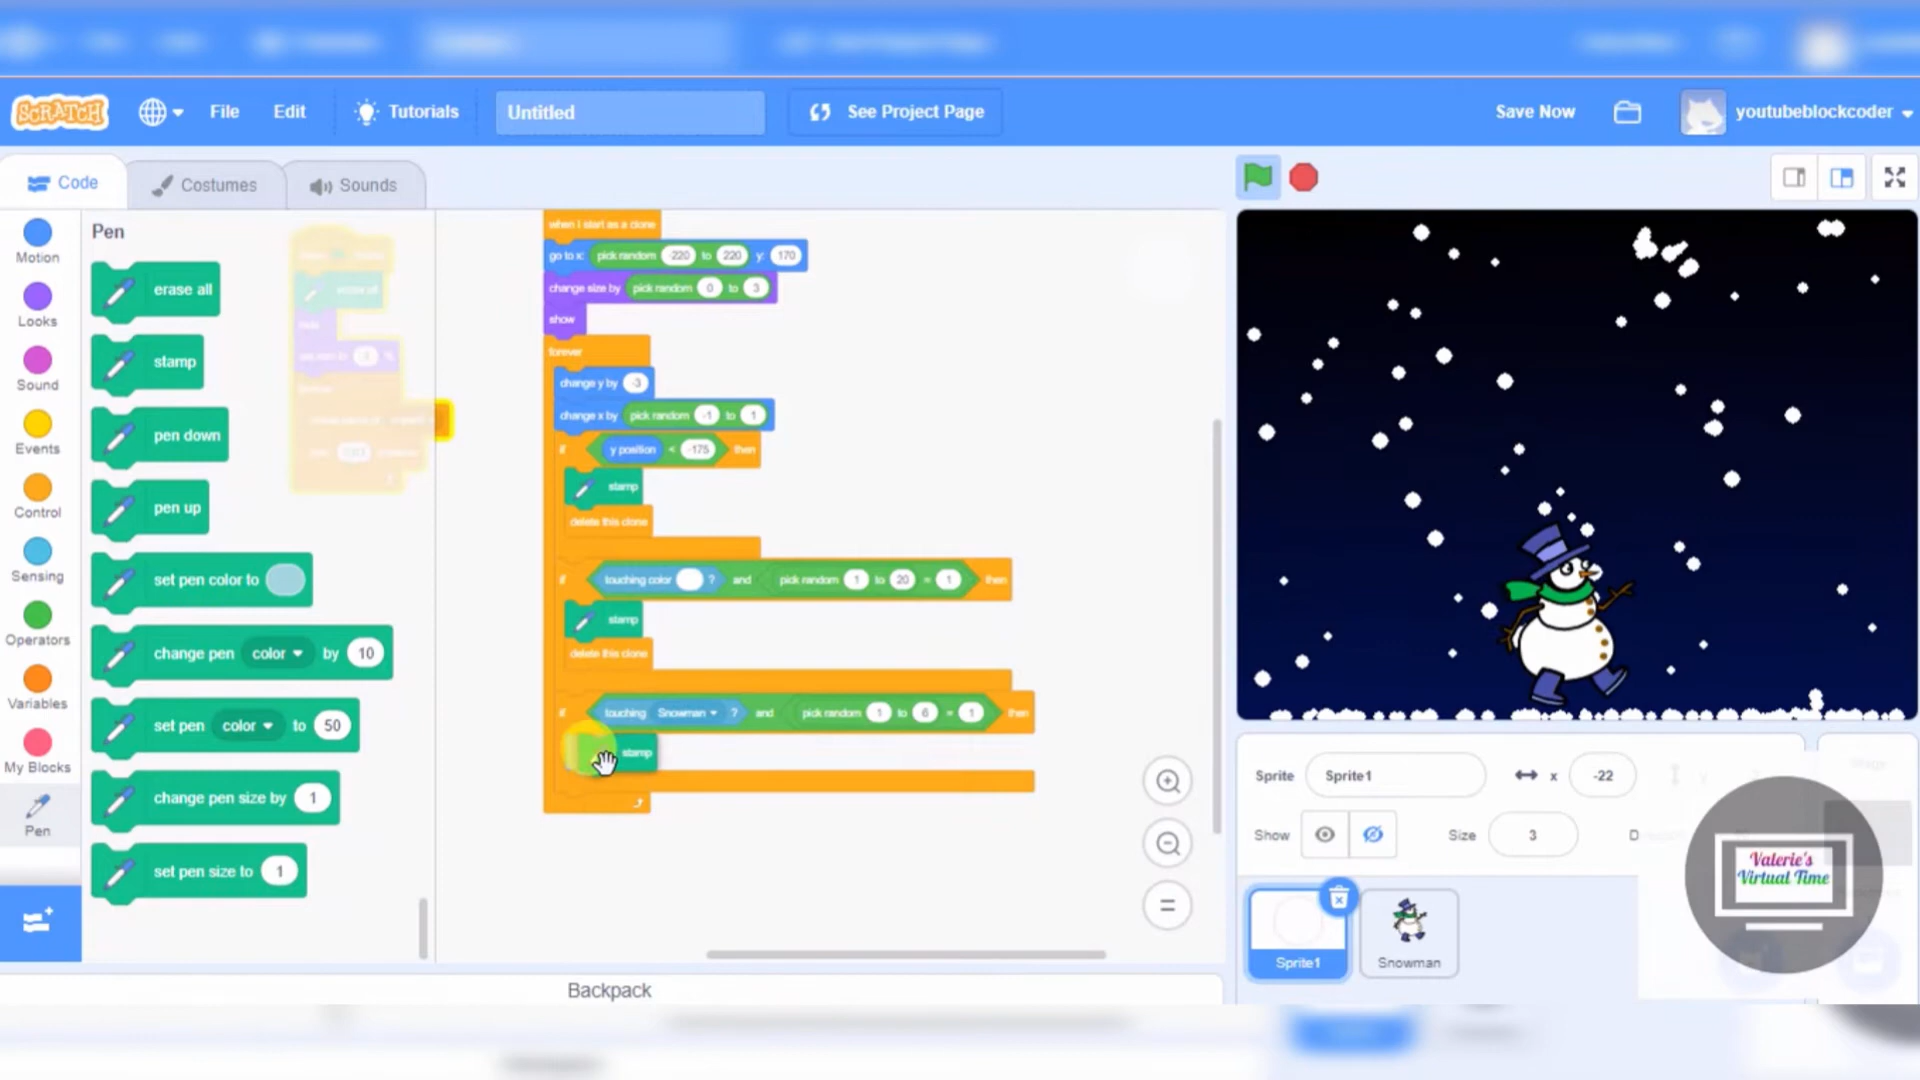 SCRATCH
File
Edit
Tutorials
Untitled
See Project Page
Save Now
youtubeblockcoder
Code
Costumes
Sounds
Motion
Looks
Sound
Events
Control
Sensing
Operators
Variables
My Blocks
Pen
Pen
erase all
stamp
pen down
pen up
set pen color to
change pen color by 10
set pen color to 50
change pen size by 1
set pen size to 1
when I start as a clone
go to x: pick random -220 to 220 y: 170
change size by pick random 0 to 3
show
forever
change y by -3
change x by pick random -1 to 1
if y position < -175 then
stamp
delete this clone
if touching color ? and pick random 1 to 20 = 1 then
stamp
delete this clone
if touching Snowman ? and pick random 1 to 6 = 1 then
stamp
Backpack
Sprite Sprite1 x -22
Show Size 3
Sprite1
Snowman
Valerie's
Virtual Time